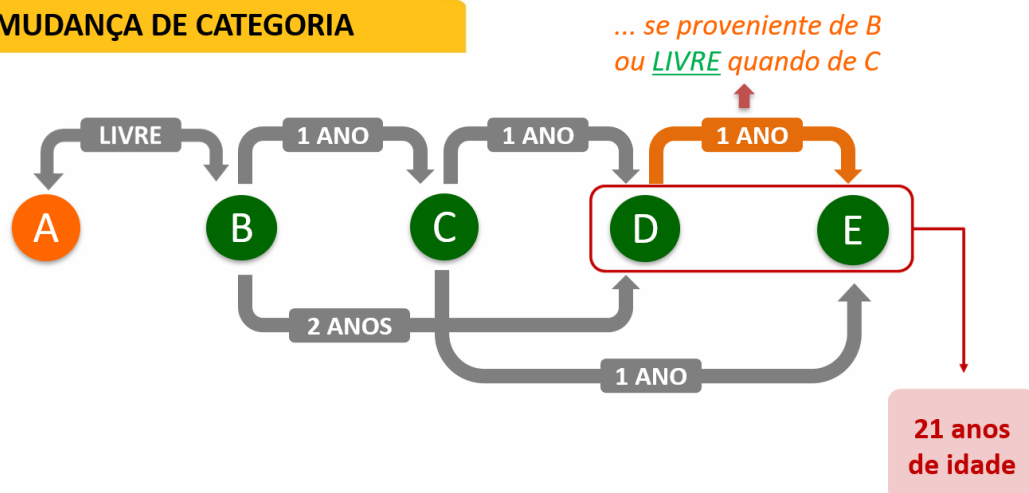 MUDANÇA DE CATEGORIA
... se proveniente de B
ou LIVRE quando de C
LIVRE
1 ANO
1 ANO
1 ANO
A
B
C
D
E
2 ANOS
1 ANO
21 anos
de idade